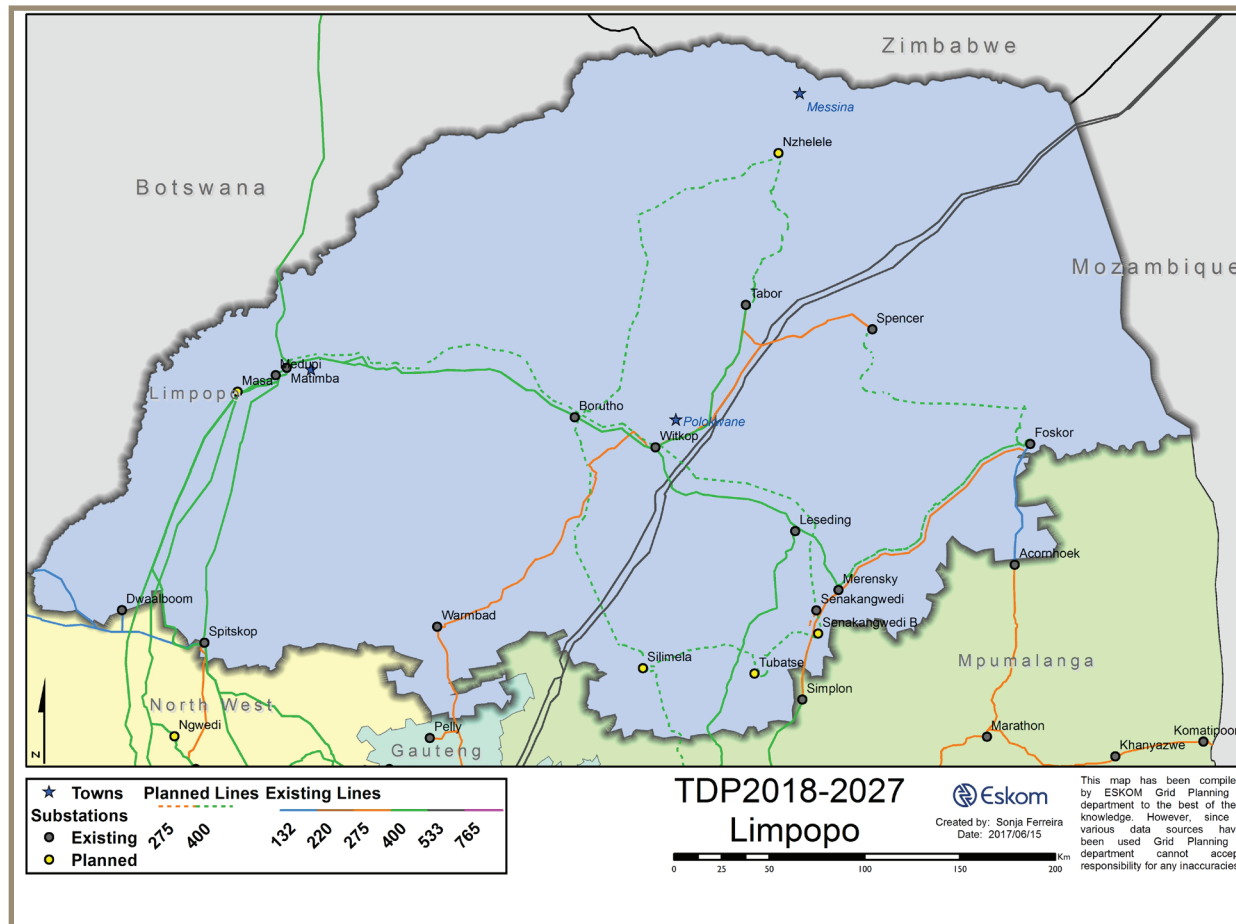 Zimbabwe
Messina
Nzhelele
Botswana
Mozambique
Tabor
Spencer
Medupi
Matimba
Masa
Limpopo
Borutho
Polokwane
Witkop
Foskor
Leseding
Acornhoek
Merensky
Dwaalboom
Senakangwedi
Warmbad
Senakangwedi B
Spitskop
Silimela
Tubatse
Mpumalanga
Simplon
North West
Ngwedi
Pelly
Gauteng
Marathon
Komatipoor
Khanyazwe
N
Towns Planned Lines Existing Lines
Substations
Existing
Planned
275 400 132 220 275 400 533 765
TDP2018-2027
Limpopo
Eskom
Created by: Sonja Ferreira
Date: 2017/06/15
0 25 50 100 150 200 Km
This map has been compile
by ESKOM Grid Planning
department to the best of the
knowledge. However, since
various data sources hav
been used Grid Planning
department cannot accep
responsibility for any inaccuracies